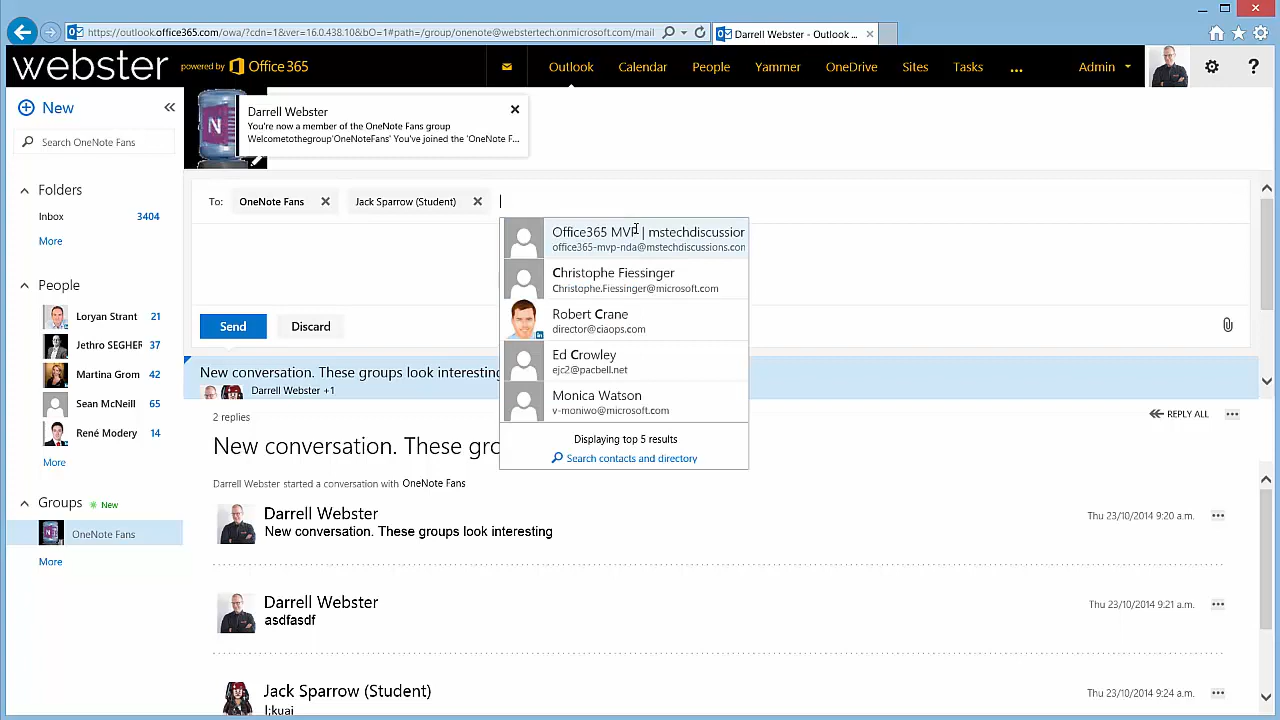 https://outlook.office365.com/owa/?cdn=1&ver=16.0.438.10&bO=1#path=/group/onenote@webstertech.onmicrosoft.com/mail
Darrell Webster - Outlook ...
webster powered by Office 365
Outlook Calendar People Yammer OneDrive Sites Tasks ... Admin ?
New
Search OneNote Fans
N
Darrell Webster
You're now a member of the OneNote Fans group
Welcometothegroup'OneNoteFans' You've joined the 'OneNote F...
Folders
Inbox 3404
More
People
Loryan Strant 21
Jethro SEGHER 37
Martina Grom 42
Sean McNeill 65
René Modery 14
More
Groups New
OneNote Fans
More
To: OneNote Fans Jack Sparrow (Student)
Office365 MVP | mstechdiscussion
office365-mvp-nda@mstechdiscussions.com
Christophe Fiessinger
Christophe.Fiessinger@microsoft.com
Robert Crane
director@ciaops.com
Ed Crowley
ejc2@pacbell.net
Monica Watson
v-moniwo@microsoft.com
Displaying top 5 results
Search contacts and directory
Send Discard
New conversation. These groups look interesting
Darrell Webster +1
2 replies
REPLY ALL
New conversation. These gro
Darrell Webster started a conversation with OneNote Fans
Darrell Webster
New conversation. These groups look interesting
Thu 23/10/2014 9:20 a.m.
Darrell Webster
asdfasdf
Thu 23/10/2014 9:21 a.m.
Jack Sparrow (Student)
l;kuai
Thu 23/10/2014 9:24 a.m.